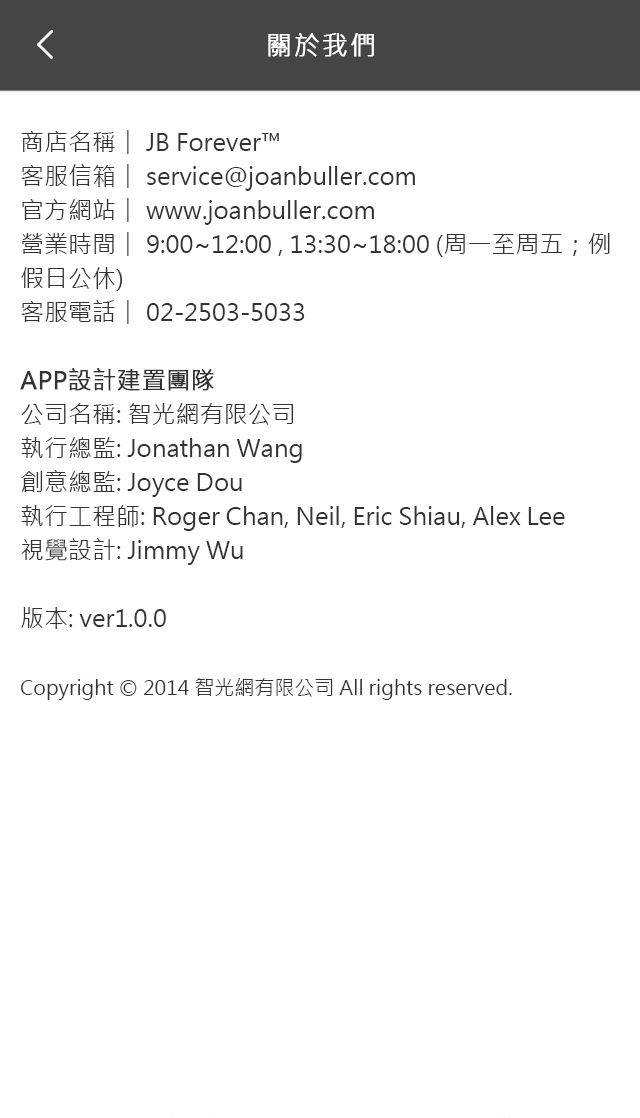 關於我們
商店名稱｜ JB Forever™
客服信箱｜ service@joanbuller.com
官方網站｜ www.joanbuller.com
營業時間｜ 9:00~12:00 , 13:30~18:00 (周一至周五；例
假日公休)
客服電話｜ 02-2503-5033
APP設計建置團隊
公司名稱: 智光網有限公司
執行總監: Jonathan Wang
創意總監: Joyce Dou
執行工程師: Roger Chan, Neil, Eric Shiau, Alex Lee
視覺設計: Jimmy Wu
版本: ver1.0.0
Copyright © 2014 智光網有限公司 All rights reserved.